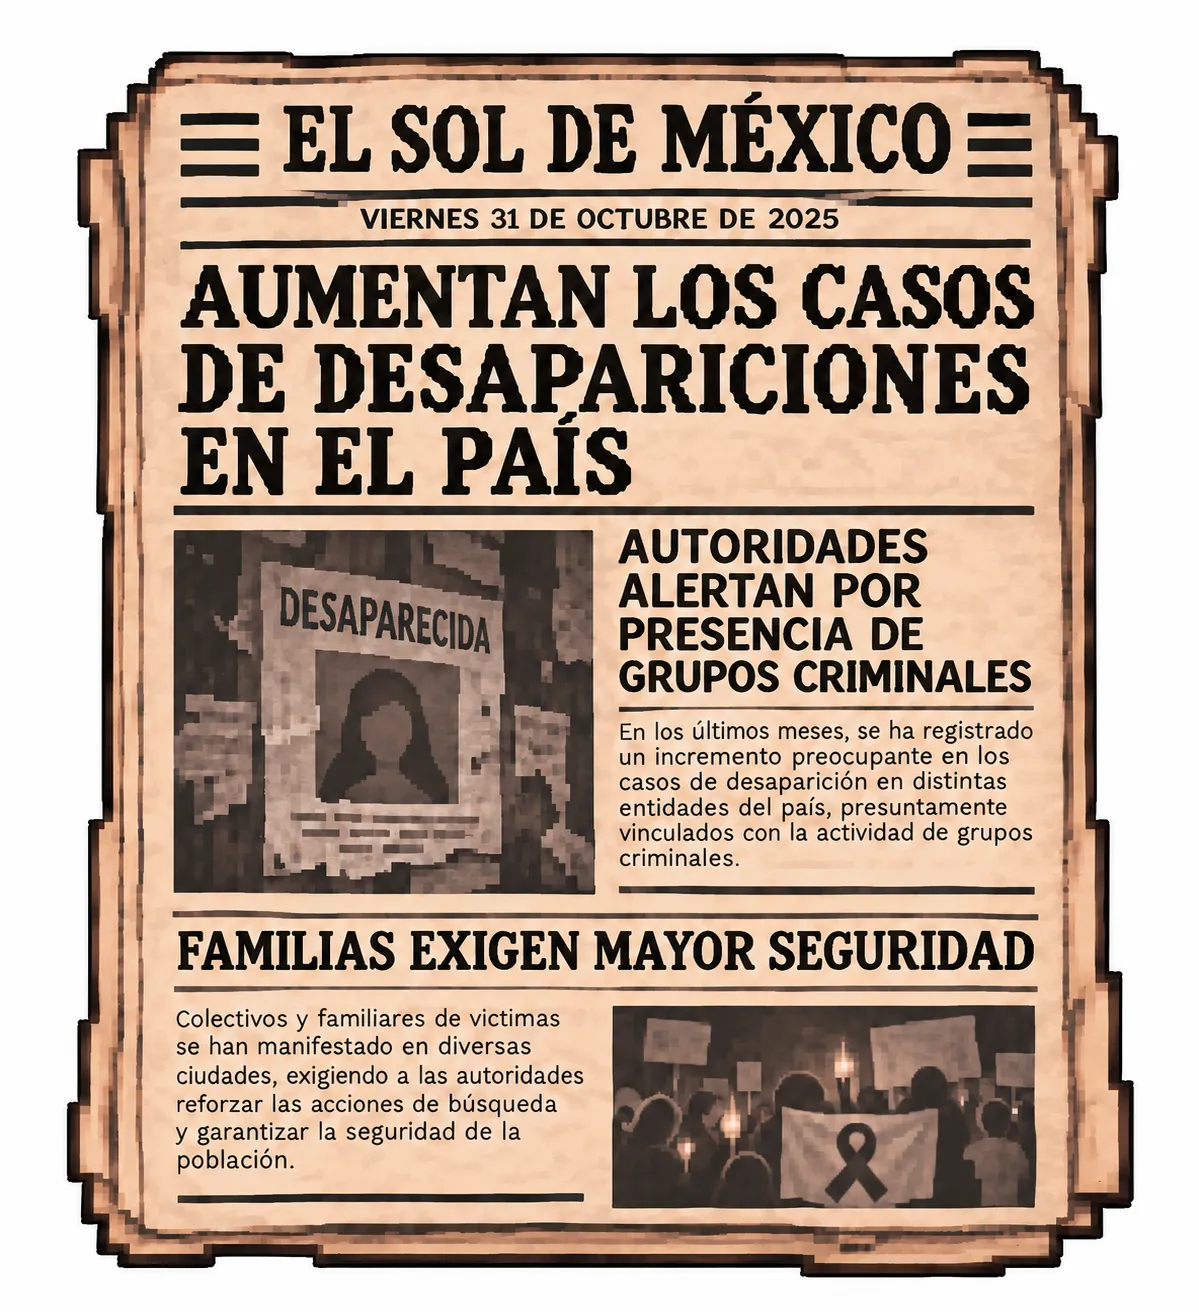 EL SOL DE MÉXICO
VIERNES 31 DE OCTUBRE DE 2025
AUMENTAN LOS CASOS
DE DESAPARICIONES
EN EL PAÍS
DESAPARECIDA
AUTORIDADES
ALERTAN POR
PRESENCIA DE
GRUPOS CRIMINALES
En los últimos meses, se ha registrado
un incremento preocupante en los
casos de desaparición en distintas
entidades del país, presuntamente
vinculados con la actividad de grupos
criminales.
FAMILIAS EXIGEN MAYOR SEGURIDAD
Colectivos y familiares de victimas
se han manifestado en diversas
ciudades, exigiendo a las autoridades
reforzar las acciones de búsqueda
y garantizar la seguridad de la
población.